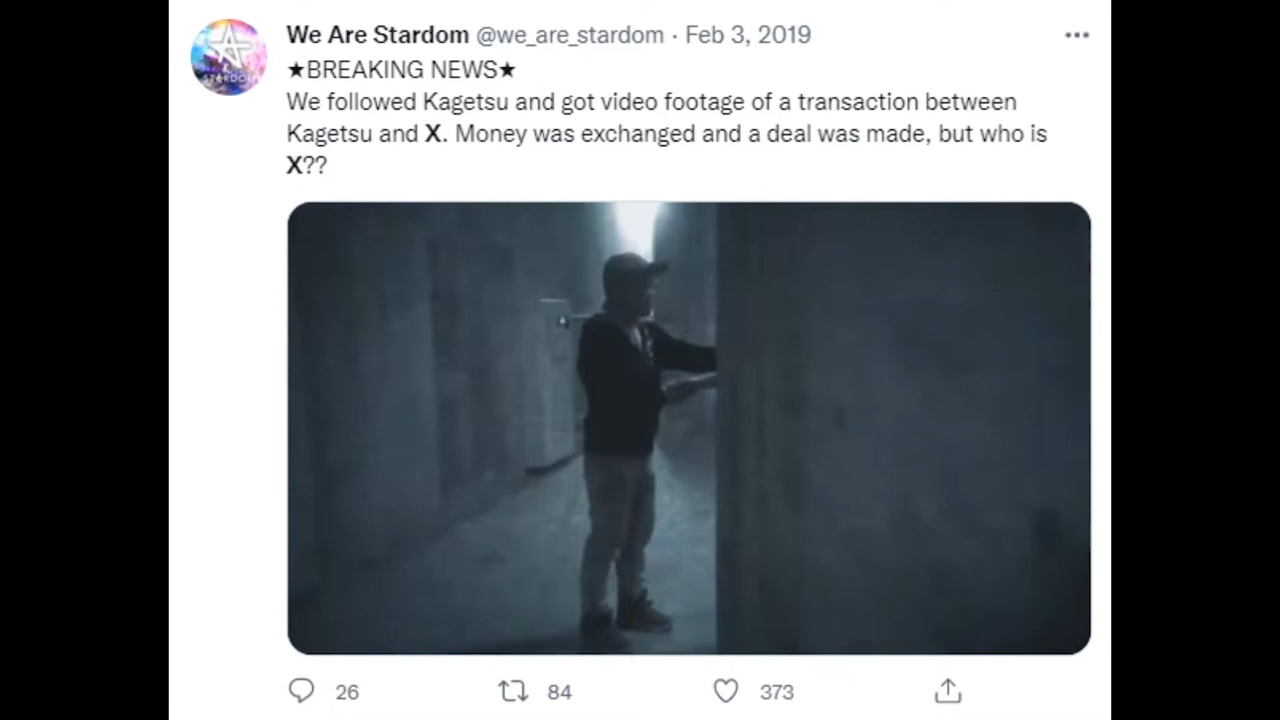 We Are Stardom @we_are_stardom · Feb 3, 2019
★BREAKING NEWS★
We followed Kagetsu and got video footage of a transaction between
Kagetsu and X. Money was exchanged and a deal was made, but who is
X??
STARDOM
26 84 373